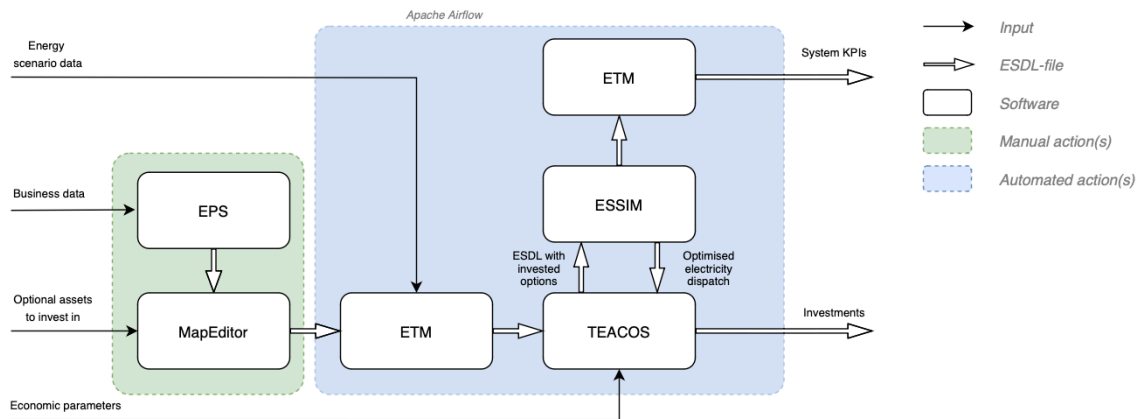 Apache Airflow
Energy
scenario data
ETM
System KPIs
Input
ESDL-file
Software
Manual action(s)
Automated action(s)
Business data
EPS
ESSIM
ESDL with
invested
options
Optimised
electricity
dispatch
Optional assets
to invest in
MapEditor
ETM
TEACOS
Investments
Economic parameters